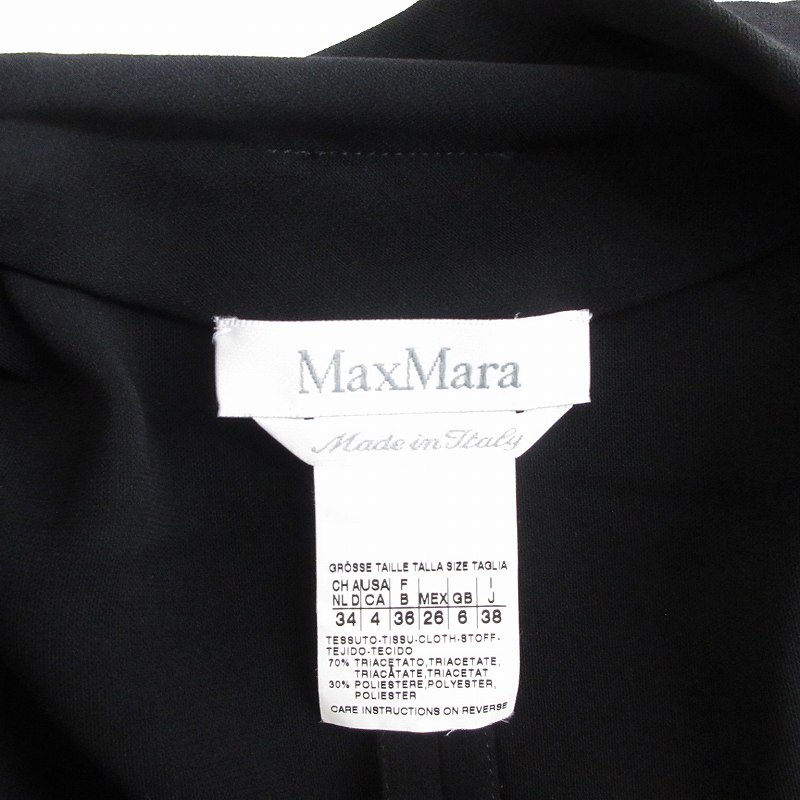 MaxMara
Made in Italy
GRÖSSE TAILLE TALLA SIZE TAGLIA
CH A USA F I
NL D CA B MEX GB J
34 4 36 26 6 38
TESSUTO-TISSU-CLOTH-STOFF-
TEJIDO-TECIDO
70% TRIACETATO, TRIACETATE,
TRIACÉTATE, TRIACETAT
30% POLIESTERE, POLYESTER,
POLIESTER
CARE INSTRUCTIONS ON REVERSE